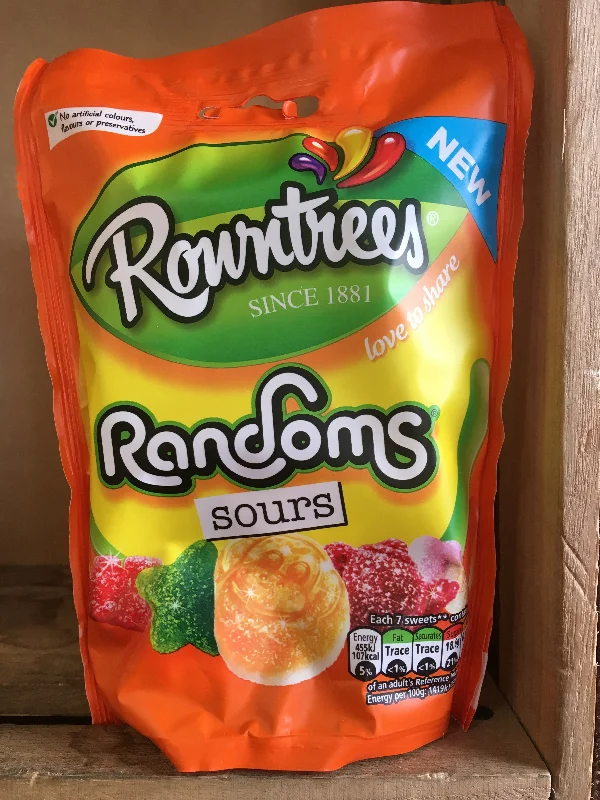 No artificial colours,
flavours or preservatives
NEW
Rowntrees®
SINCE 1881
love to share
Randoms®
sours
Each 7 sweets**
Energy
455kJ
107kcal
5%
Fat
Trace
<1%
Saturates
Trace
<1%
of an adult's Reference
Energy per 100g: